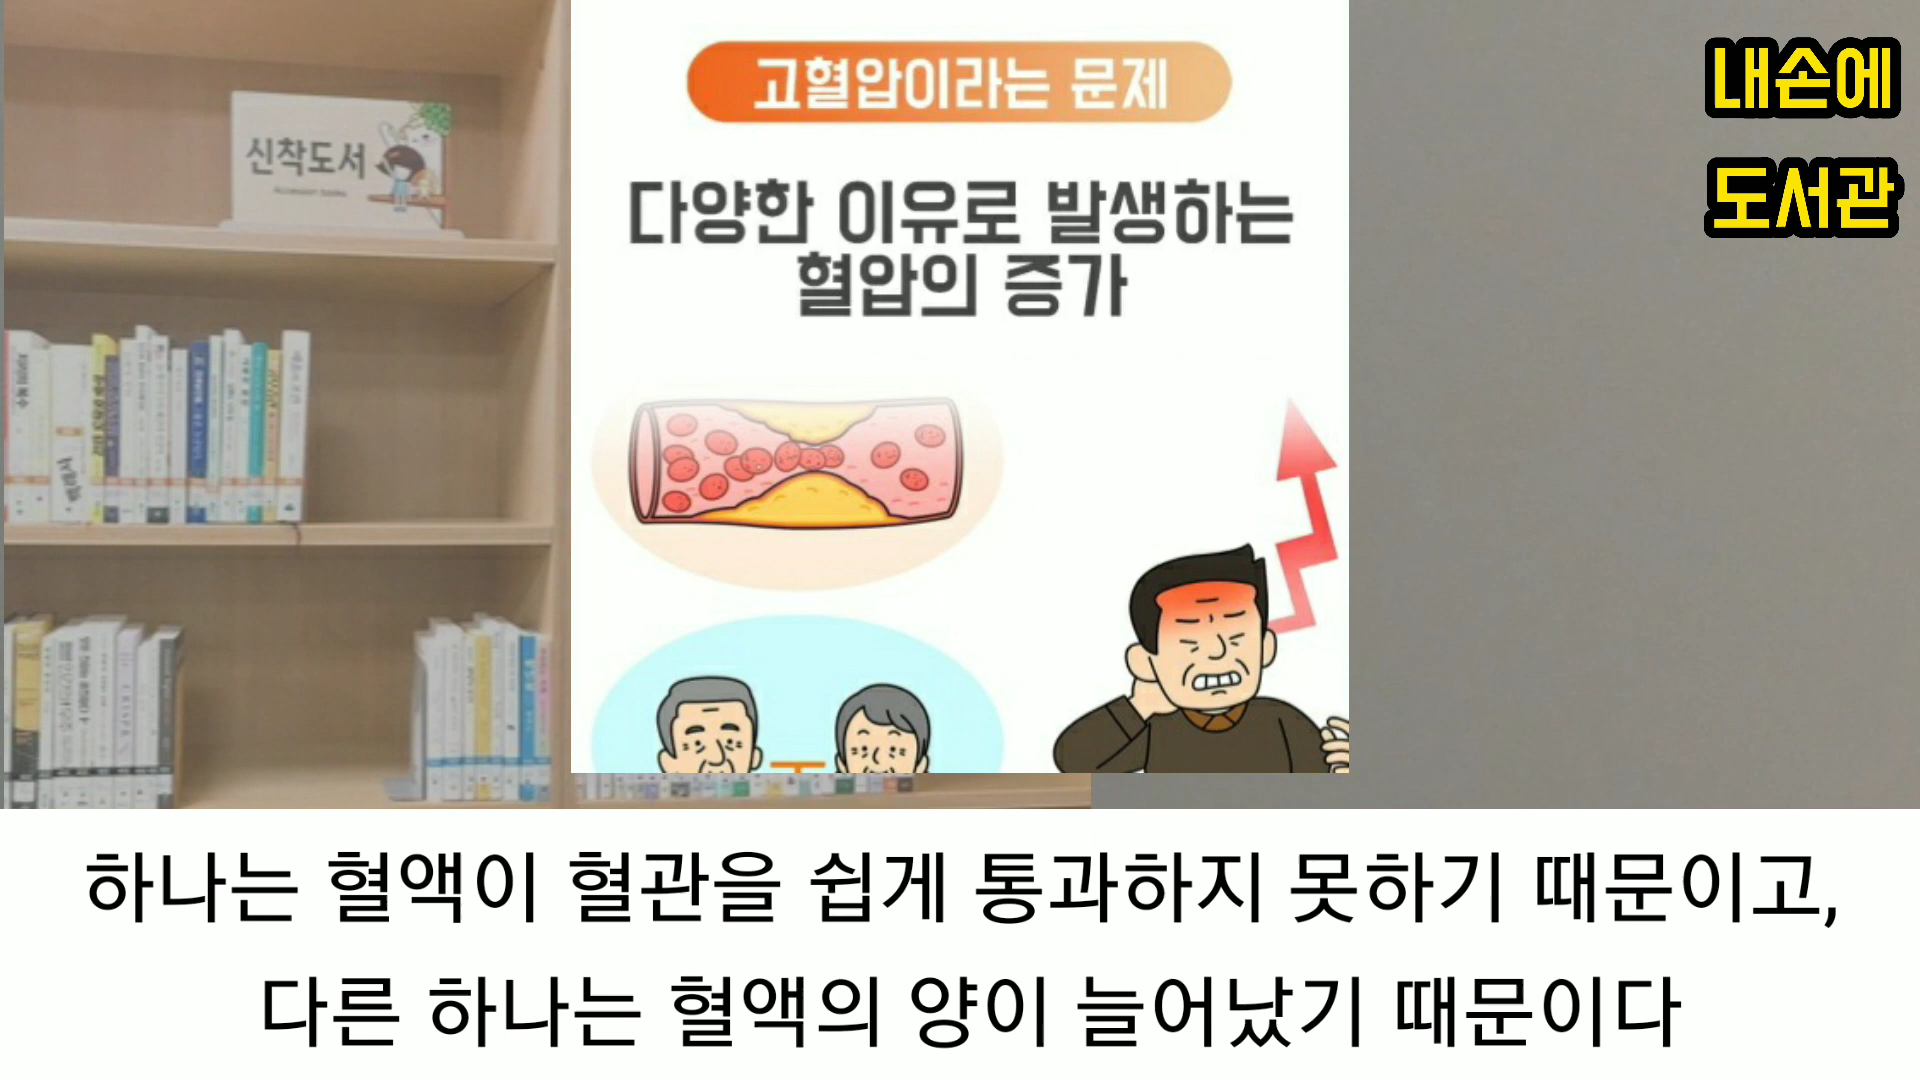 내손에
도서관
신착도서
고혈압이라는 문제
다양한 이유로 발생하는
혈압의 증가
하나는 혈액이 혈관을 쉽게 통과하지 못하기 때문이고,
다른 하나는 혈액의 양이 늘어났기 때문이다